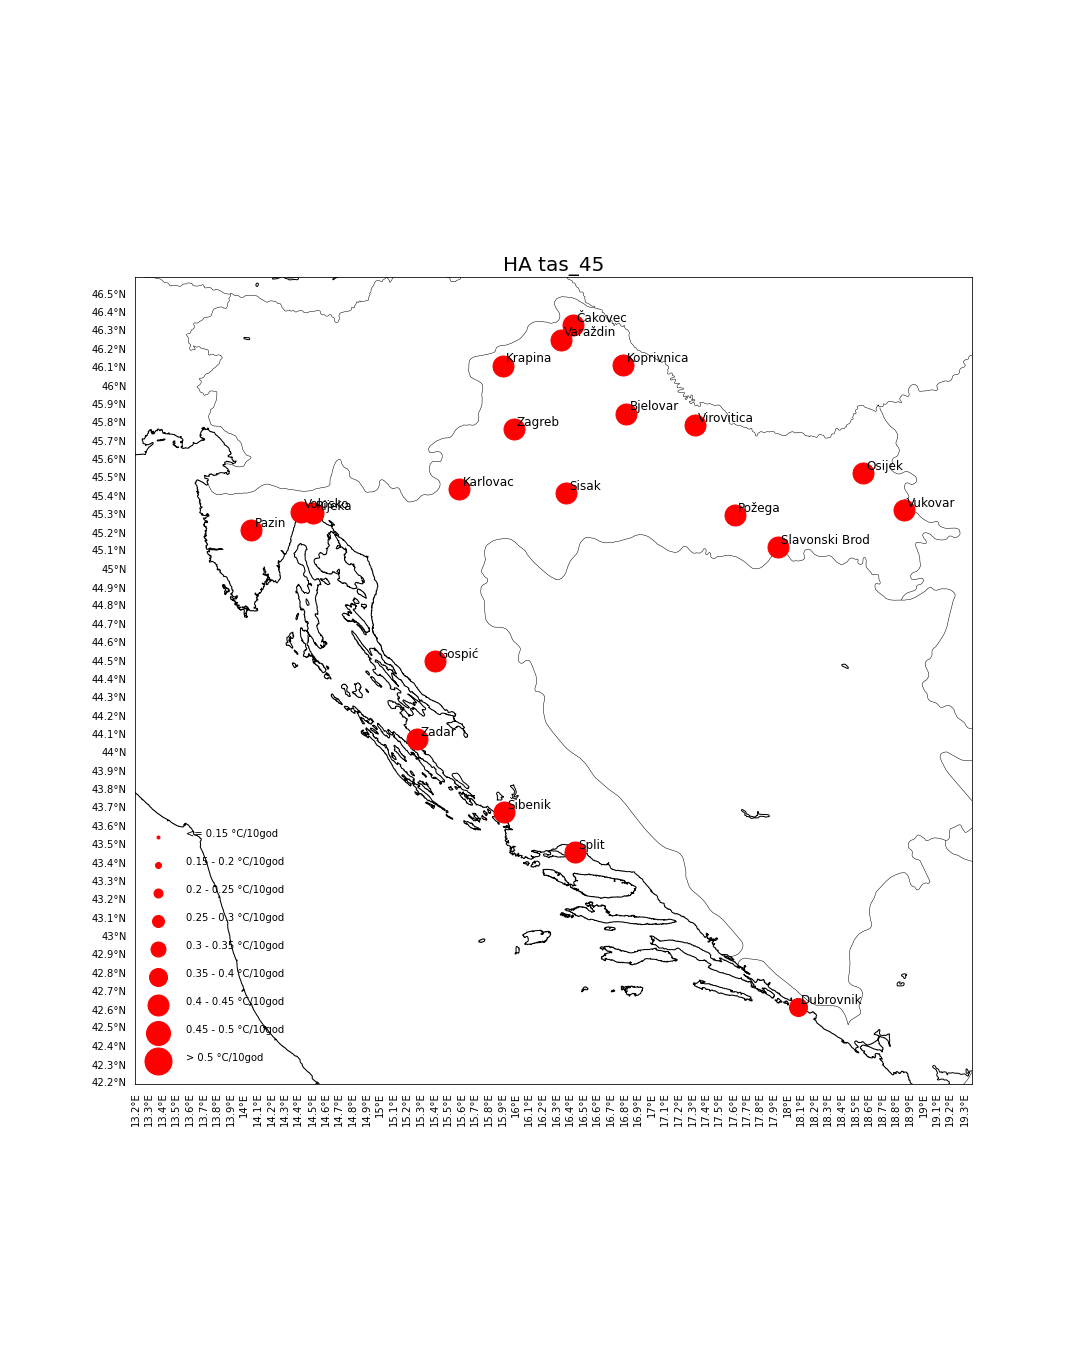 HA tas_45
46.5°N
46.4°N
46.3°N
46.2°N
46.1°N
46°N
45.9°N
45.8°N
45.7°N
45.6°N
45.5°N
45.4°N
45.3°N
45.2°N
45.1°N
45°N
44.9°N
44.8°N
44.7°N
44.6°N
44.5°N
44.4°N
44.3°N
44.2°N
44.1°N
44°N
43.9°N
43.8°N
43.7°N
43.6°N
43.5°N
43.4°N
43.3°N
43.2°N
43.1°N
43°N
42.9°N
42.8°N
42.7°N
42.6°N
42.5°N
42.4°N
42.3°N
42.2°N
Čakovec
Varaždin
Krapina
Koprivnica
Bjelovar
Zagreb
Virovitica
Osijek
Karlovac
Sisak
Vukovar
Rijeka
Požega
Pazin
Slavonski Brod
Gospić
Zadar
Šibenik
Split
Dubrovnik
<= 0.15 °C/10god
0.15 - 0.2 °C/10god
0.2 - 0.25 °C/10god
0.25 - 0.3 °C/10god
0.3 - 0.35 °C/10god
0.35 - 0.4 °C/10god
0.4 - 0.45 °C/10god
0.45 - 0.5 °C/10god
> 0.5 °C/10god
13.2°E
13.3°E
13.4°E
13.5°E
13.6°E
13.7°E
13.8°E
13.9°E
14°E
14.1°E
14.2°E
14.3°E
14.4°E
14.5°E
14.6°E
14.7°E
14.8°E
14.9°E
15°E
15.1°E
15.2°E
15.3°E
15.4°E
15.5°E
15.6°E
15.7°E
15.8°E
15.9°E
16°E
16.1°E
16.2°E
16.3°E
16.4°E
16.5°E
16.6°E
16.7°E
16.8°E
16.9°E
17°E
17.1°E
17.2°E
17.3°E
17.4°E
17.5°E
17.6°E
17.7°E
17.8°E
17.9°E
18°E
18.1°E
18.2°E
18.3°E
18.4°E
18.5°E
18.6°E
18.7°E
18.8°E
18.9°E
19°E
19.1°E
19.2°E
19.3°E